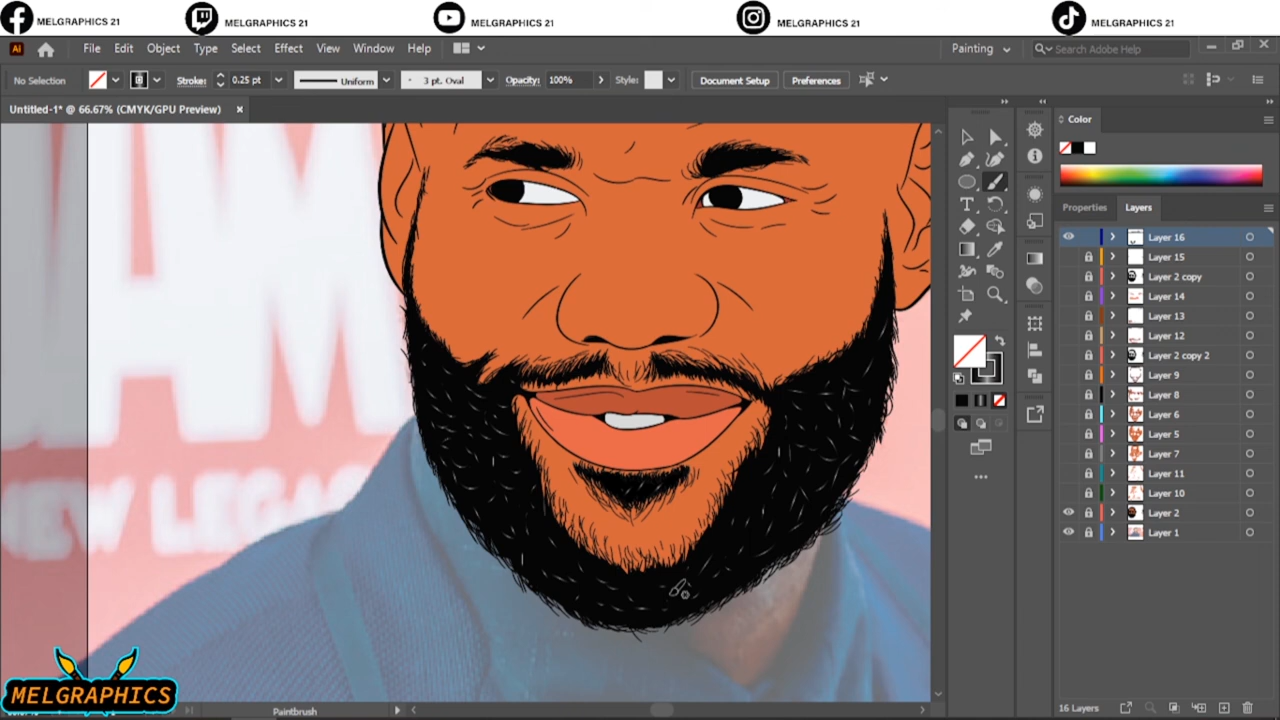 MELGRAPHICS 21
MELGRAPHICS 21
MELGRAPHICS 21
MELGRAPHICS 21
MELGRAPHICS 21
Ai
File Edit Object Type Select Effect View Window Help
Painting
Search Adobe Help
No Selection
Stroke:
0.25 pt
Uniform
3 pt. Oval
Opacity:
100%
Style:
Document Setup
Preferences
Untitled-1* @ 66.67% (CMYK/GPU Preview)
Color
Properties
Layers
Layer 16
Layer 15
Layer 2 copy
Layer 14
Layer 13
Layer 12
Layer 2 copy 2
Layer 9
Layer 8
Layer 6
Layer 5
Layer 7
Layer 11
Layer 10
Layer 2
Layer 1
16 Layers
NEW LEGAC
MELGRAPHICS
Paintbrush